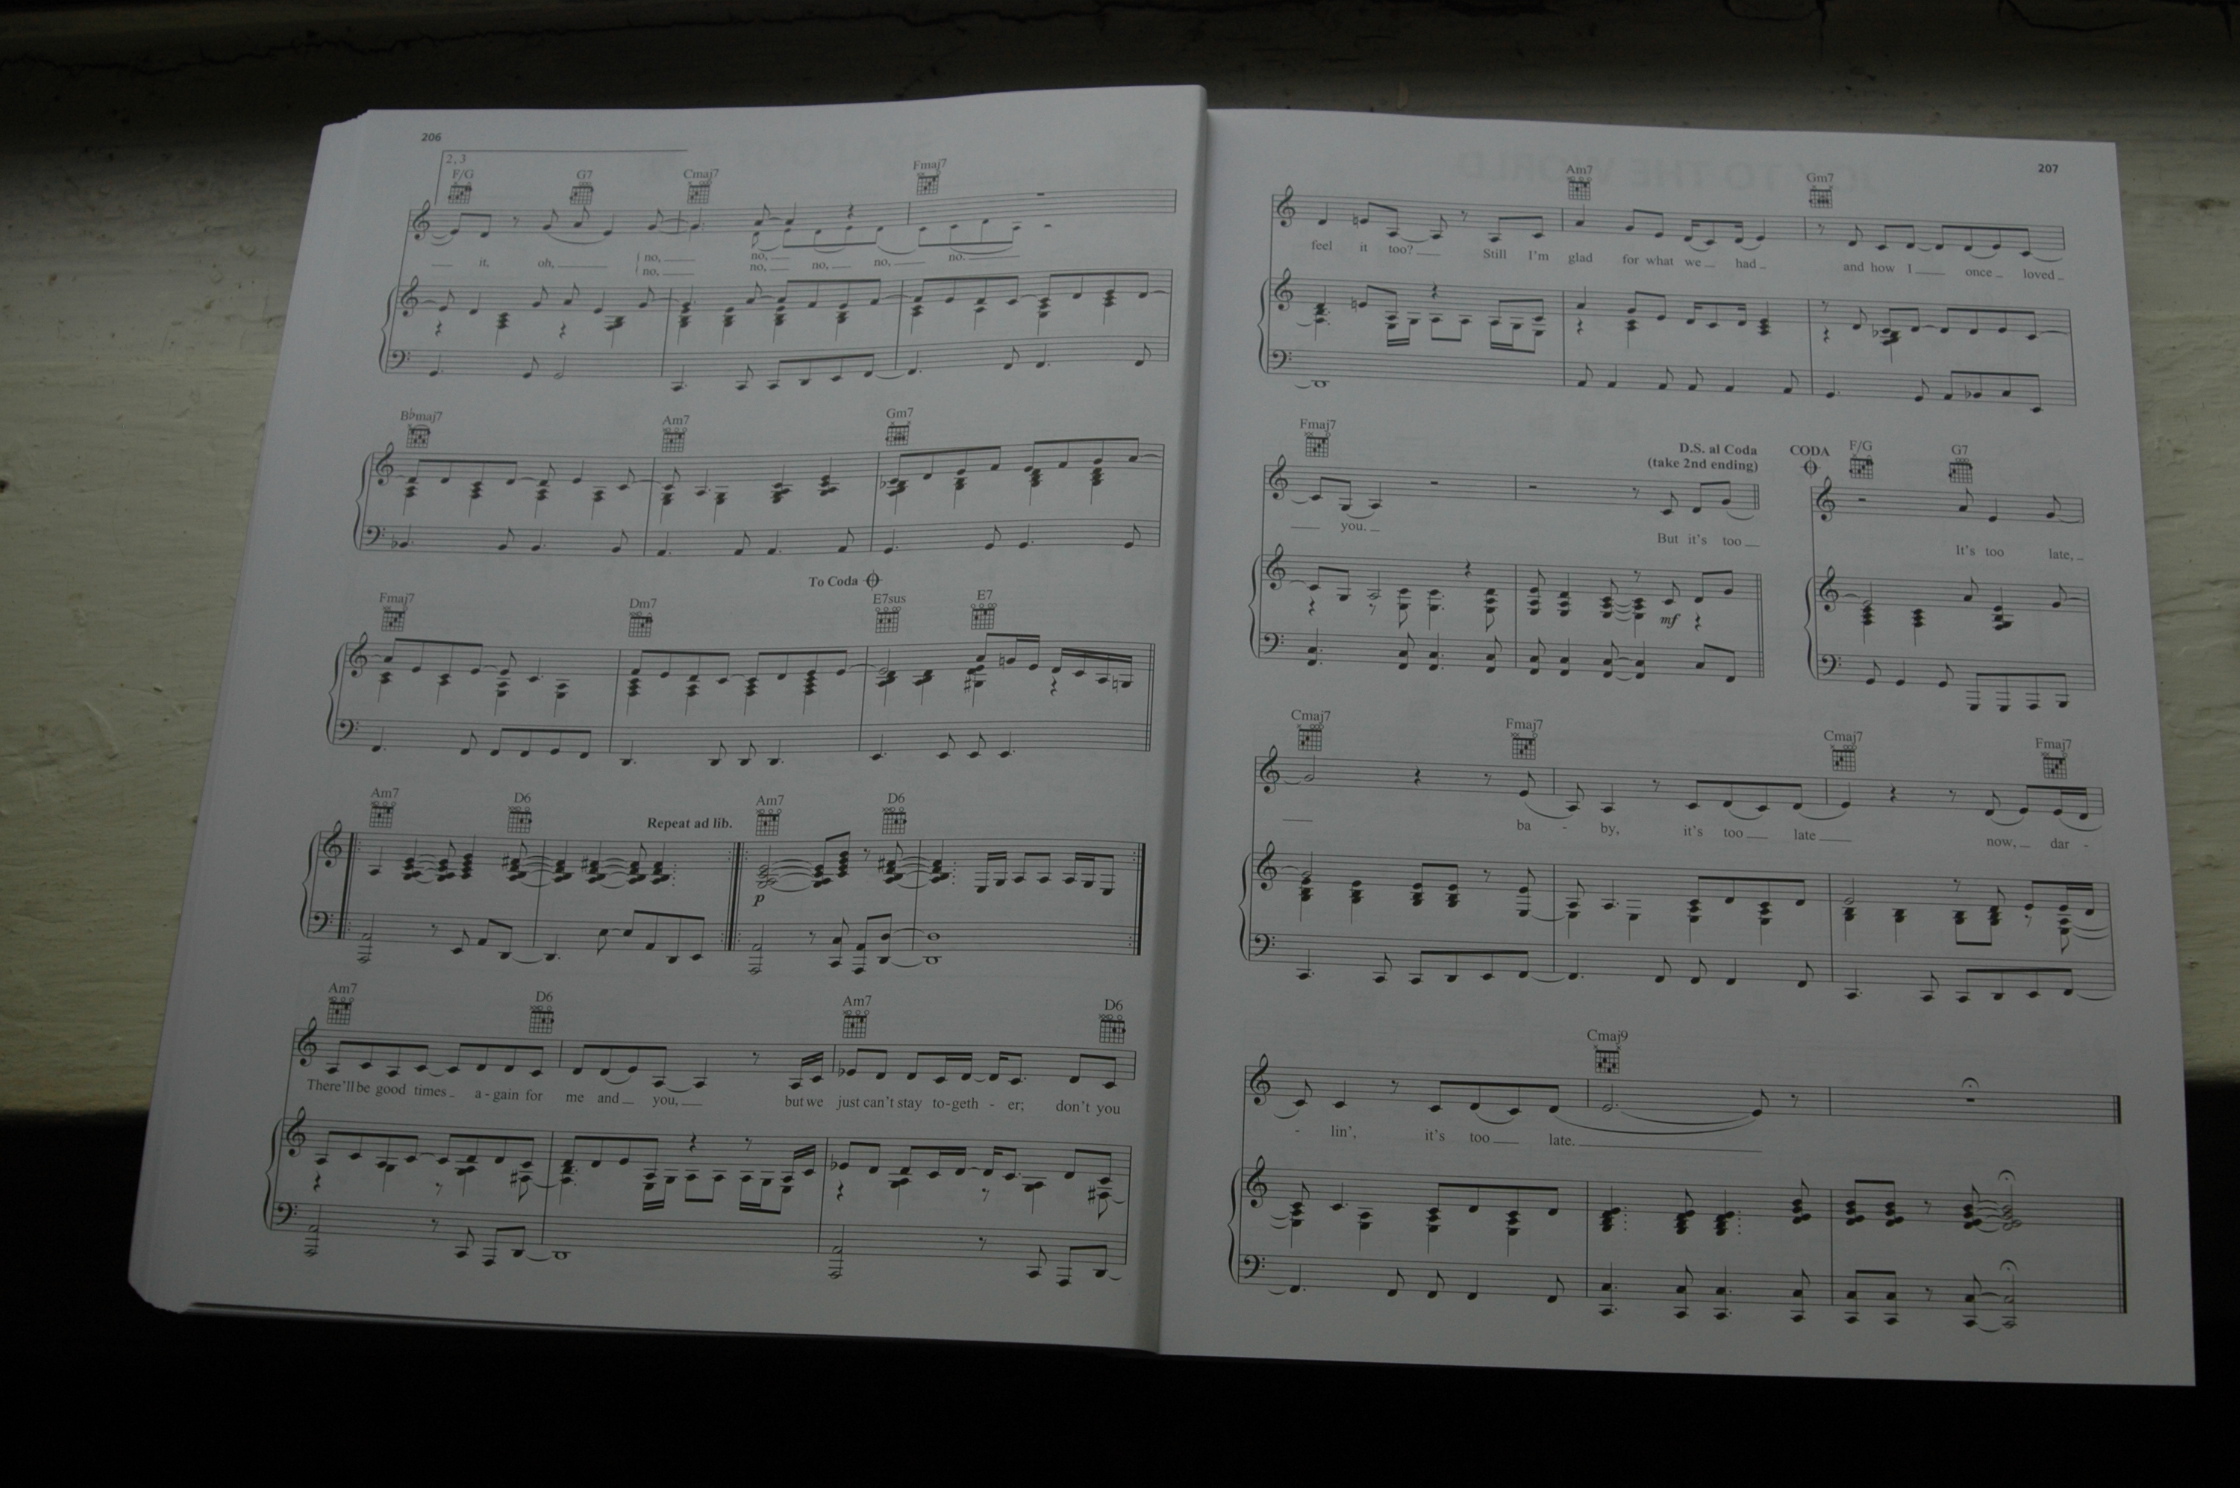 206
2, 3
F/G G7 Cmaj7 Fmaj7
it, oh, no, no,
no, no, no, no, no.
B♭maj7 Am7 Gm7
To Coda
Fmaj7 Dm7 E7sus E7
Am7 D6 Repeat ad lib. Am7 D6
p
Am7 D6 Am7 D6
There'll be good times a - gain for me and you, but we just can't stay to - geth - er; don't you
207
Am7 Gm7
feel it too? Still I'm glad for what we had and how I once loved
Fmaj7 D.S. al Coda CODA F/G G7
(take 2nd ending)
you. But it's too It's too late,
mf
Cmaj7 Fmaj7 Cmaj7 Fmaj7
ba - by, it's too late now, dar -
Cmaj9
- lin', it's too late.